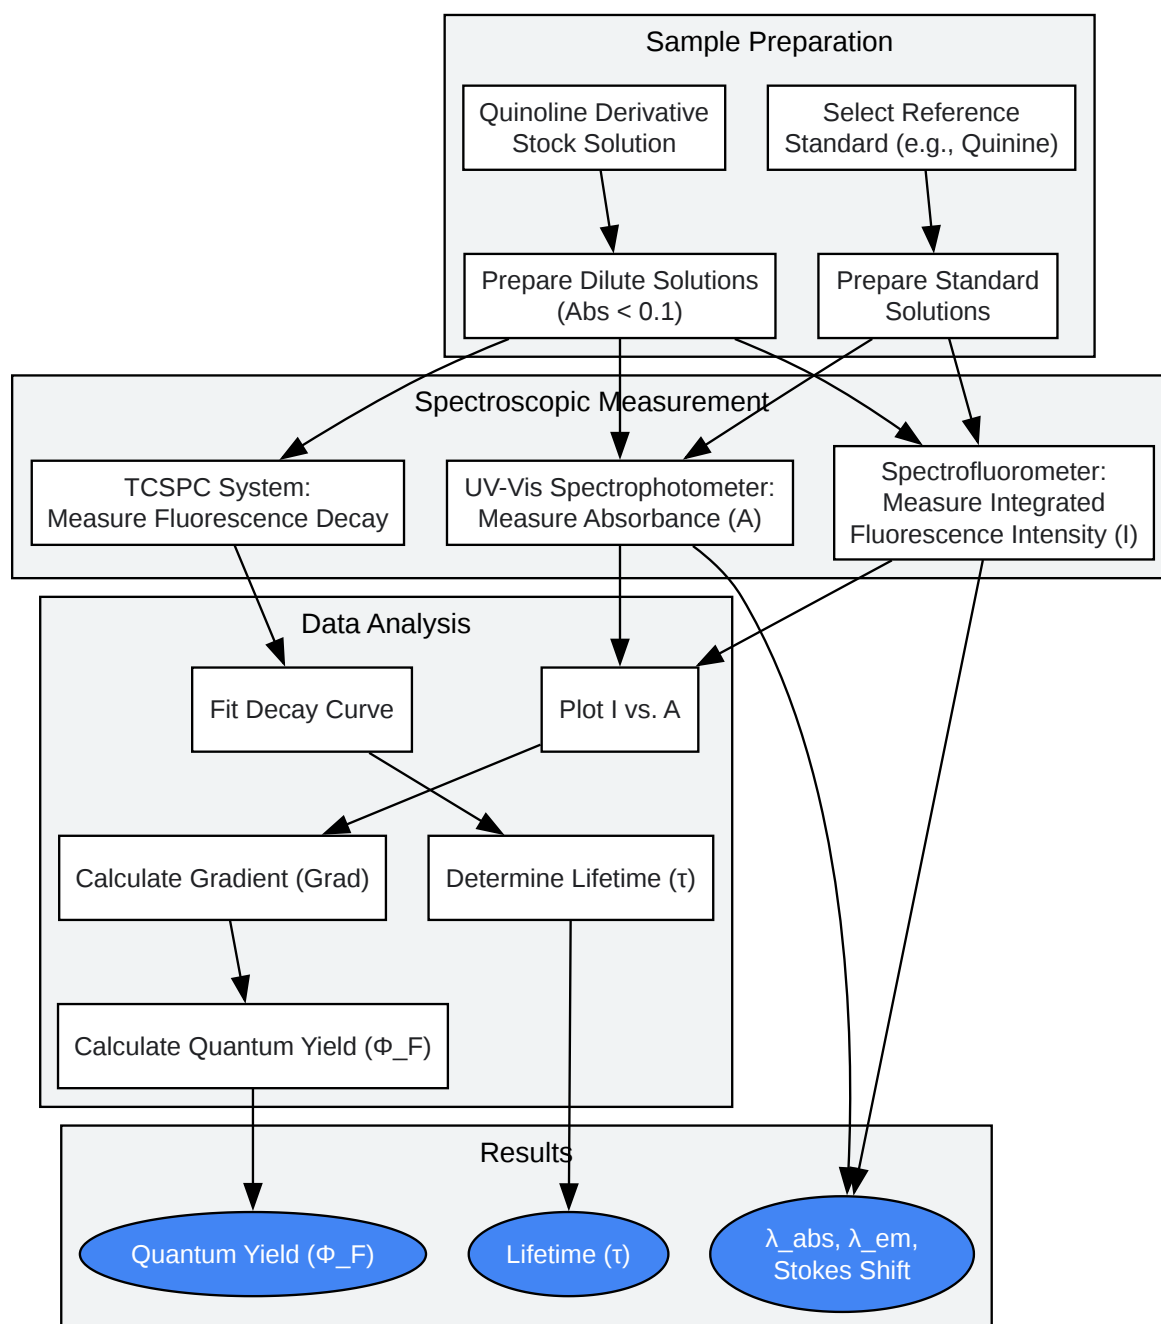 Sample Preparation
Quinoline Derivative
Stock Solution
Select Reference
Standard (e.g., Quinine)
Prepare Dilute Solutions
(Abs < 0.1)
Prepare Standard
Solutions
Spectroscopic Measurement
TCSPC System:
Measure Fluorescence Decay
UV-Vis Spectrophotometer:
Measure Absorbance (A)
Spectrofluorometer:
Measure Integrated
Fluorescence Intensity (I)
Data Analysis
Fit Decay Curve
Plot I vs. A
Calculate Gradient (Grad)
Determine Lifetime (τ)
Calculate Quantum Yield (Φ_F)
Results
Quantum Yield (Φ_F)
Lifetime (τ)
λ_abs, λ_em,
Stokes Shift